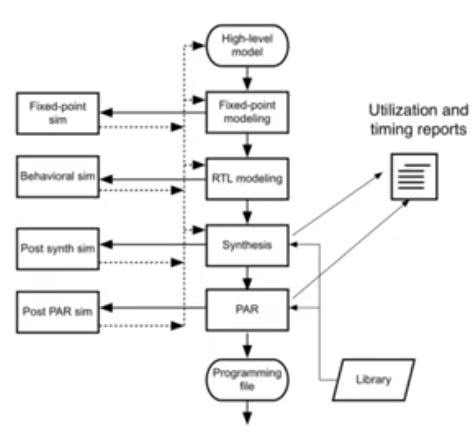 High-level
model
Fixed-point
sim
Fixed-point
modeling
Utilization and
timing reports
Behavioral sim
RTL modeling
Post synth sim
Synthesis
Post PAR sim
PAR
Programming
file
Library